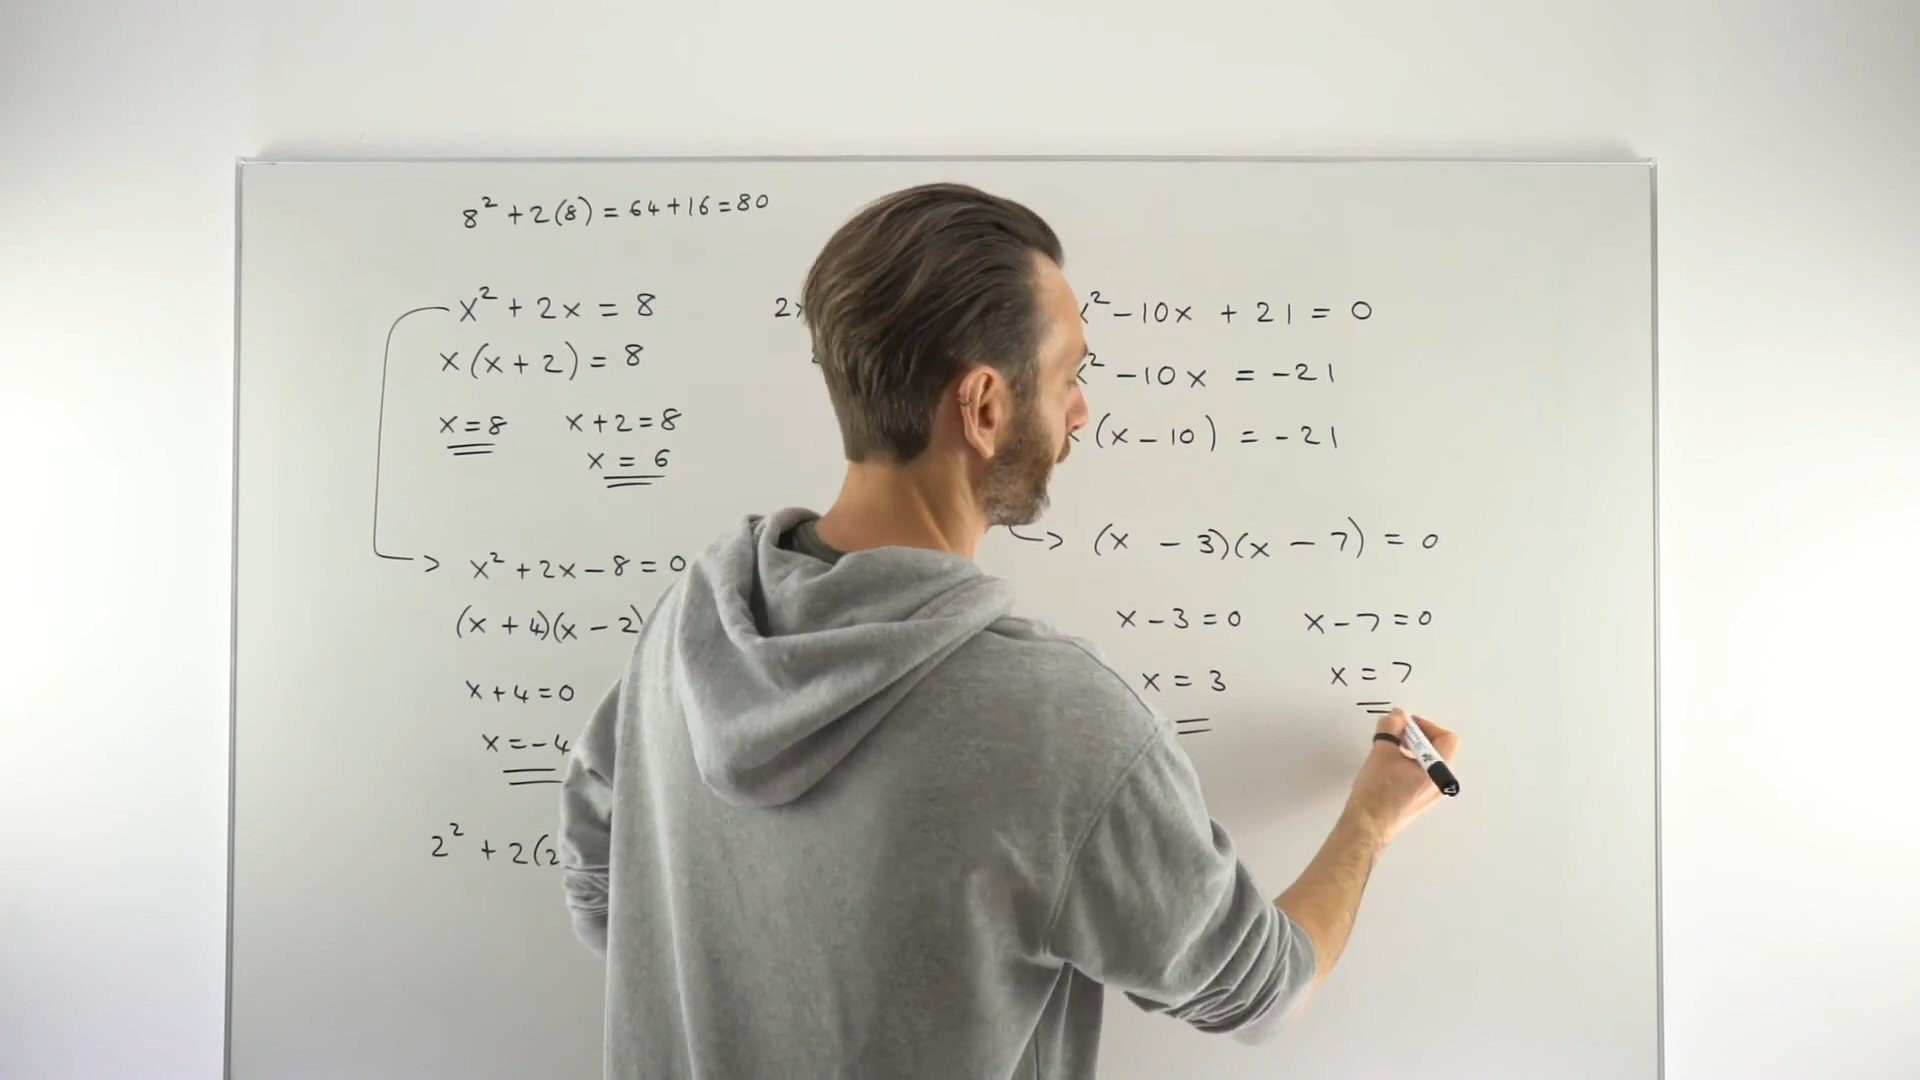 8² + 2(8) = 64 + 16 = 80
x² + 2x = 8
x(x + 2) = 8
x = 8
x + 2 = 8
x = 6
x² + 2x - 8 = 0
(x + 4)(x - 2)
x + 4 = 0
x = -4
2² + 2(2
2x
x² - 10x + 21 = 0
x² - 10x = -21
x(x - 10) = -21
(x - 3)(x - 7) = 0
x - 3 = 0
x - 7 = 0
x = 3
x = 7